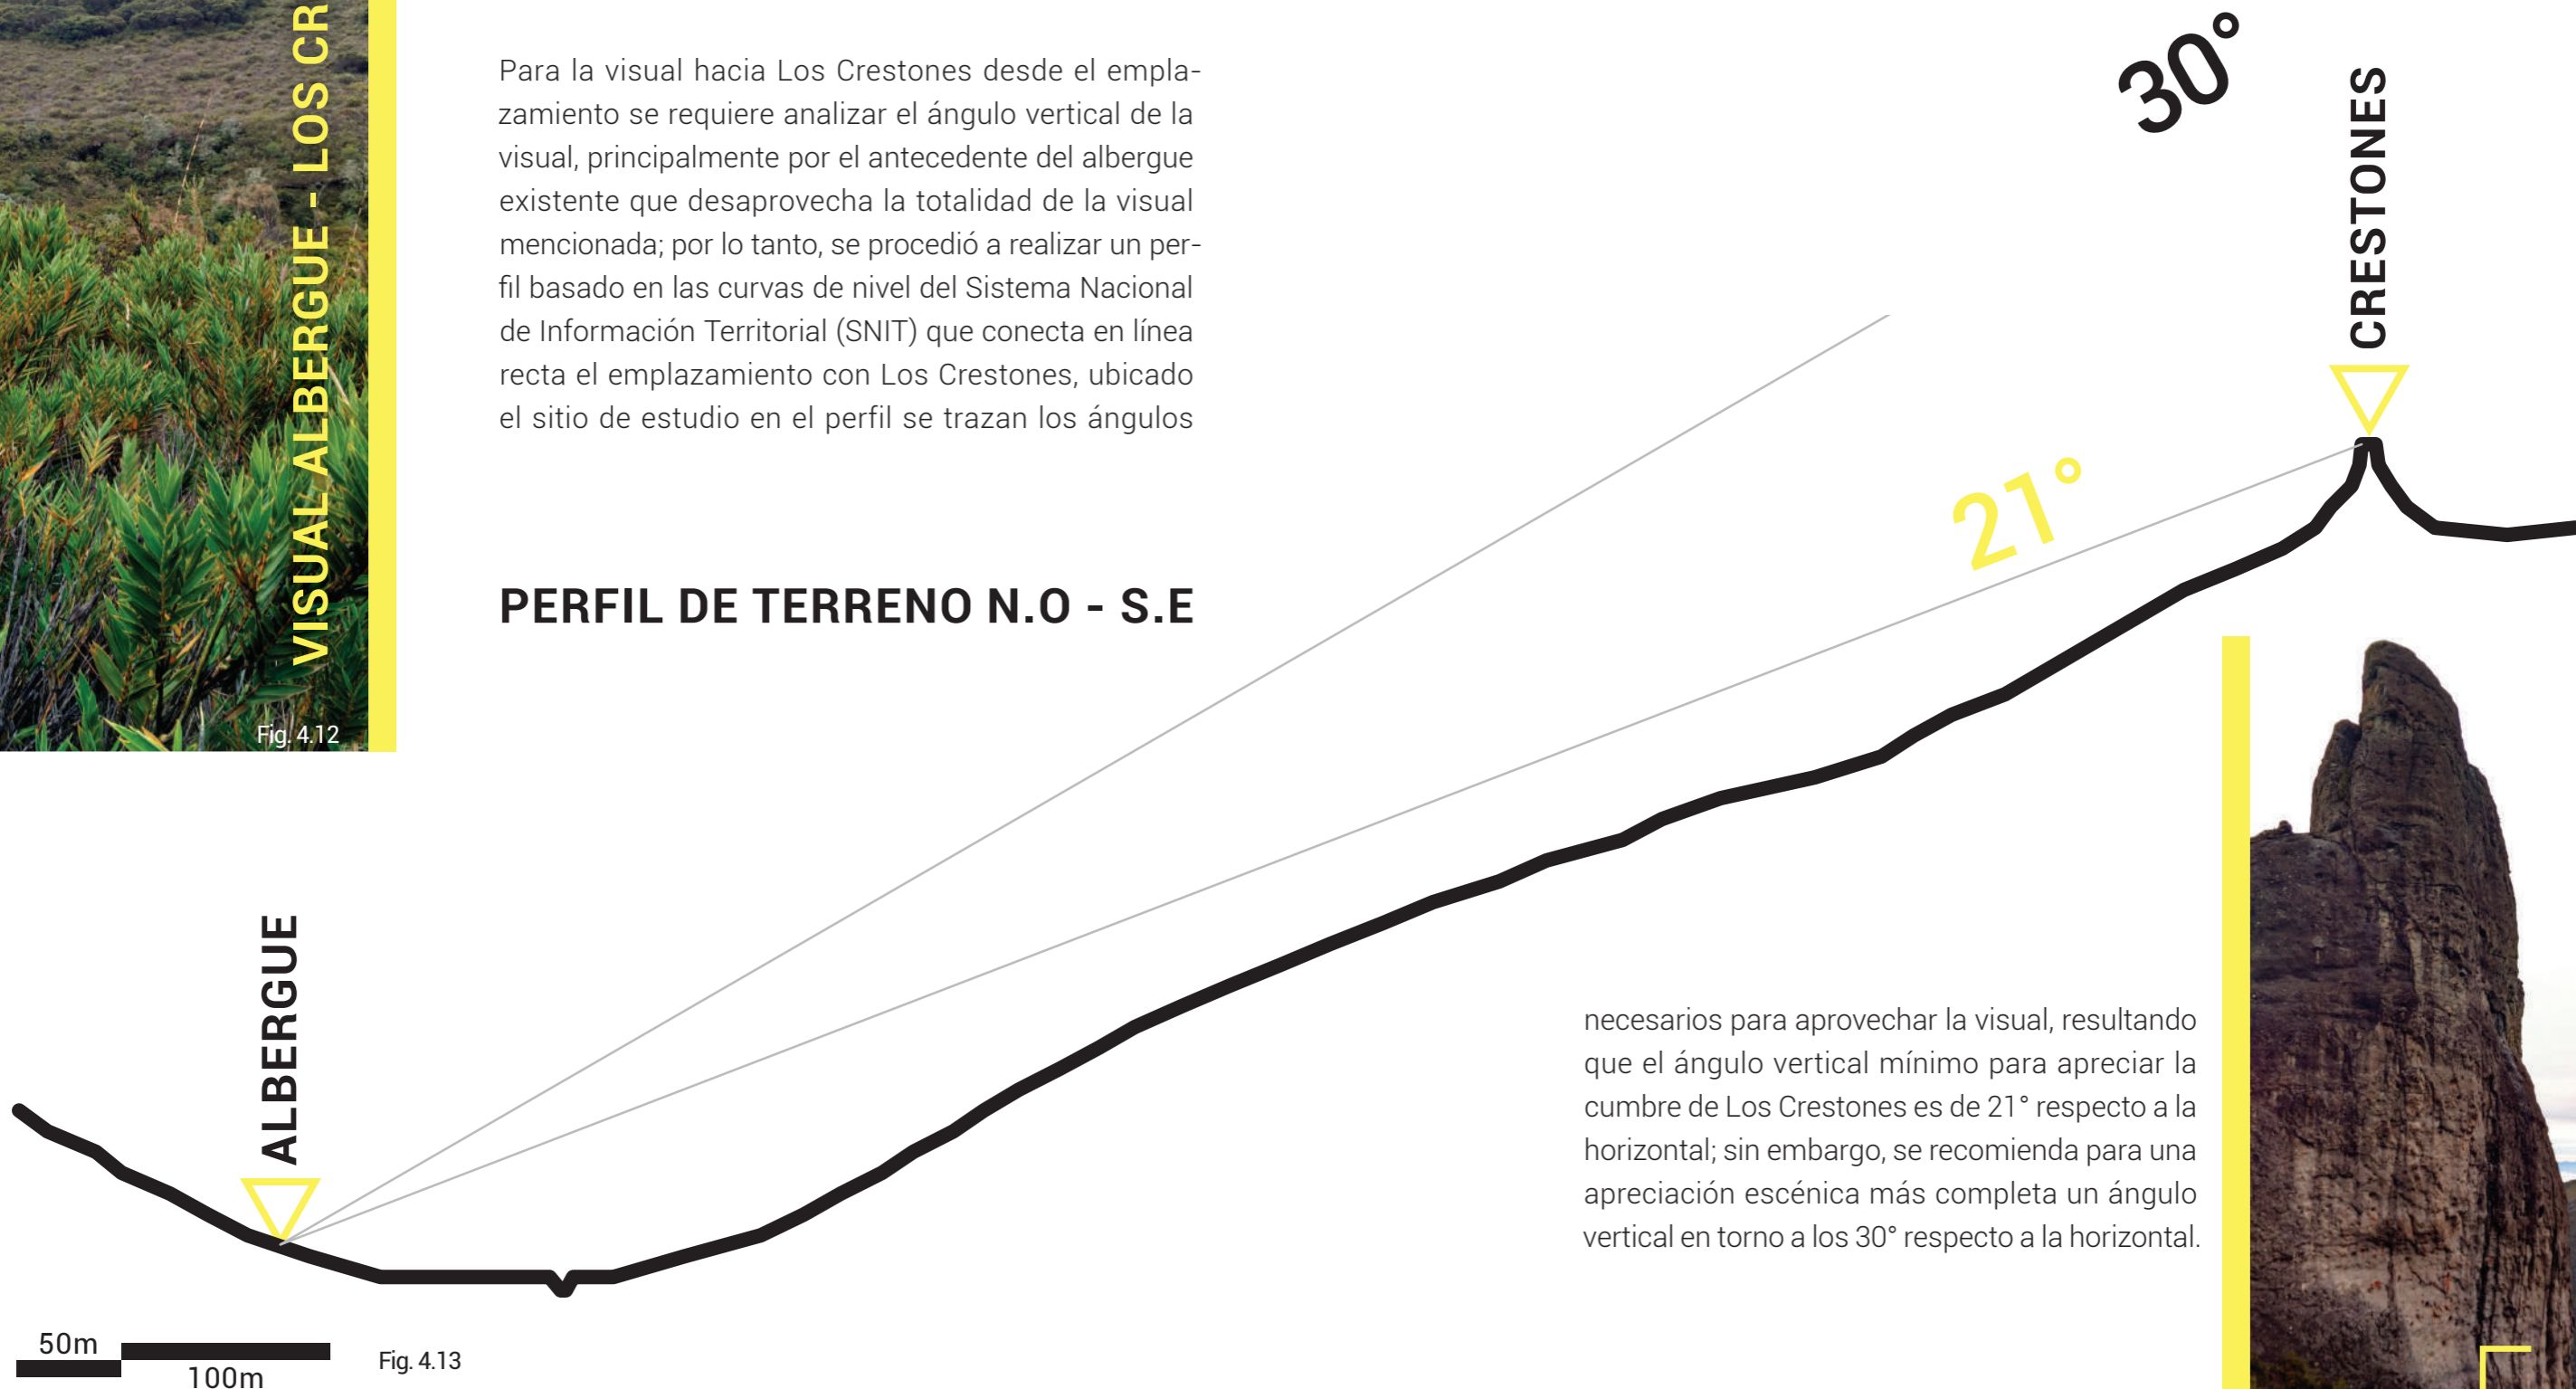 VISUAL ALBERGUE - LOS CR
Fig. 4.12
Para la visual hacia Los Crestones desde el empla-
zamiento se requiere analizar el ángulo vertical de la
visual, principalmente por el antecedente del albergue
existente que desaprovecha la totalidad de la visual
mencionada; por lo tanto, se procedió a realizar un per-
fil basado en las curvas de nivel del Sistema Nacional
de Información Territorial (SNIT) que conecta en línea
recta el emplazamiento con Los Crestones, ubicado
el sitio de estudio en el perfil se trazan los ángulos
PERFIL DE TERRENO N.O - S.E
30°
CRESTONES
21°
ALBERGUE
necesarios para aprovechar la visual, resultando
que el ángulo vertical mínimo para apreciar la
cumbre de Los Crestones es de 21° respecto a la
horizontal; sin embargo, se recomienda para una
apreciación escénica más completa un ángulo
vertical en torno a los 30° respecto a la horizontal.
50m
100m
Fig. 4.13